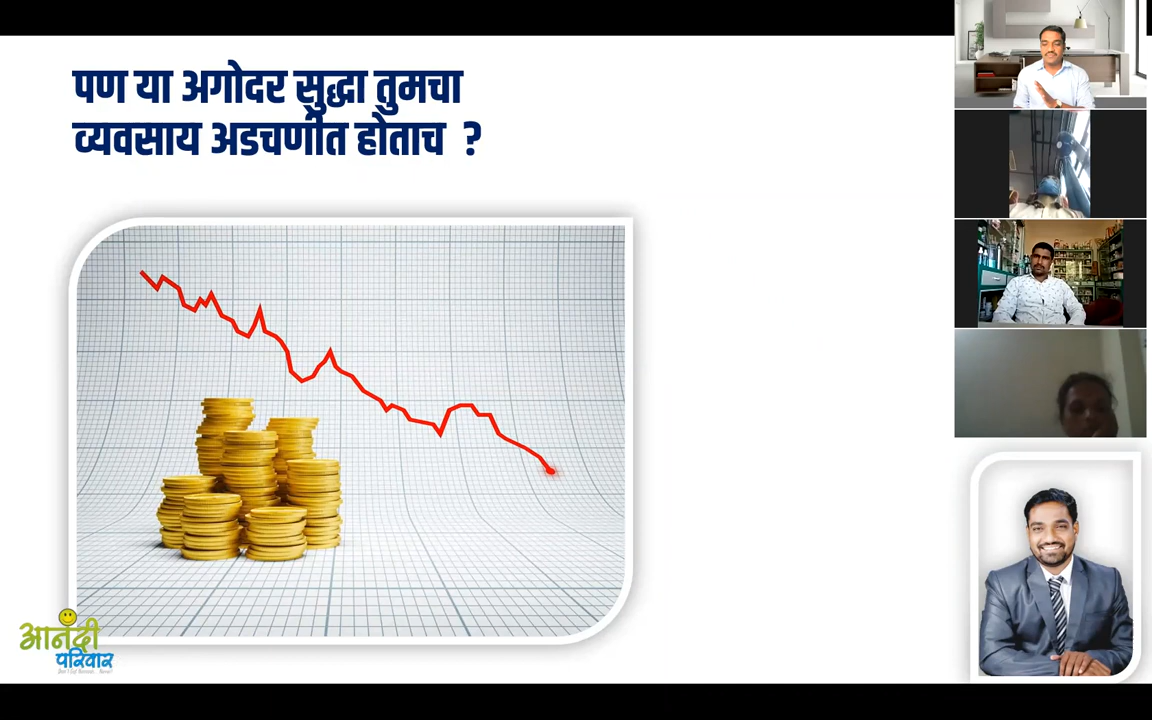 पण या अगोदर सुद्धा तुमचा
व्यवसाय अडचणीत होताच ?
आनंदी
परिवार